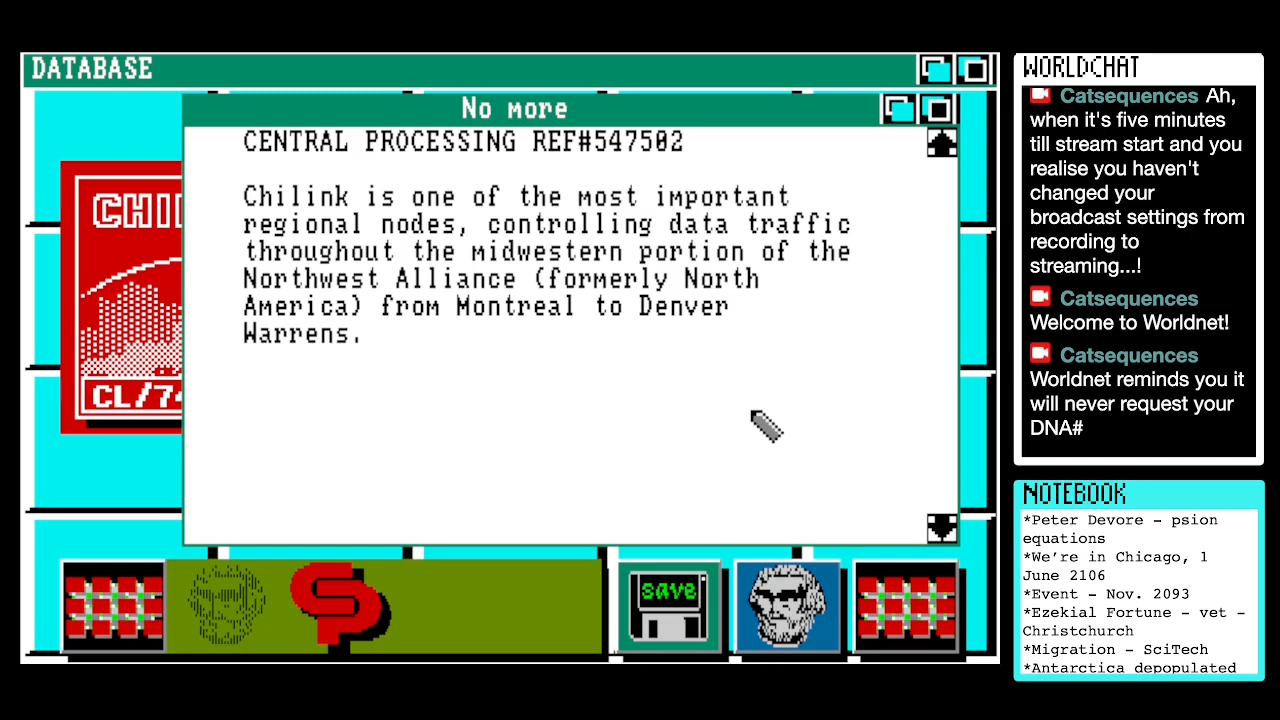 DATABASE
No more
CENTRAL PROCESSING REF#547502
Chilink is one of the most important
regional nodes, controlling data traffic
throughout the midwestern portion of the
Northwest Alliance (formerly North
America) from Montreal to Denver
Warrens.
CHI
CL/74
save
WORLDCHAT
Catsequences Ah,
when it's five minutes
till stream start and you
realise you haven't
changed your
broadcast settings from
recording to
streaming...!
Catsequences
Welcome to Worldnet!
Catsequences
Worldnet reminds you it
will never request your
DNA#
NOTEBOOK
*Peter Devore – psion
equations
*We're in Chicago, 1
June 2106
*Event – Nov. 2093
*Ezekial Fortune – vet –
Christchurch
*Migration – SciTech
*Antarctica depopulated